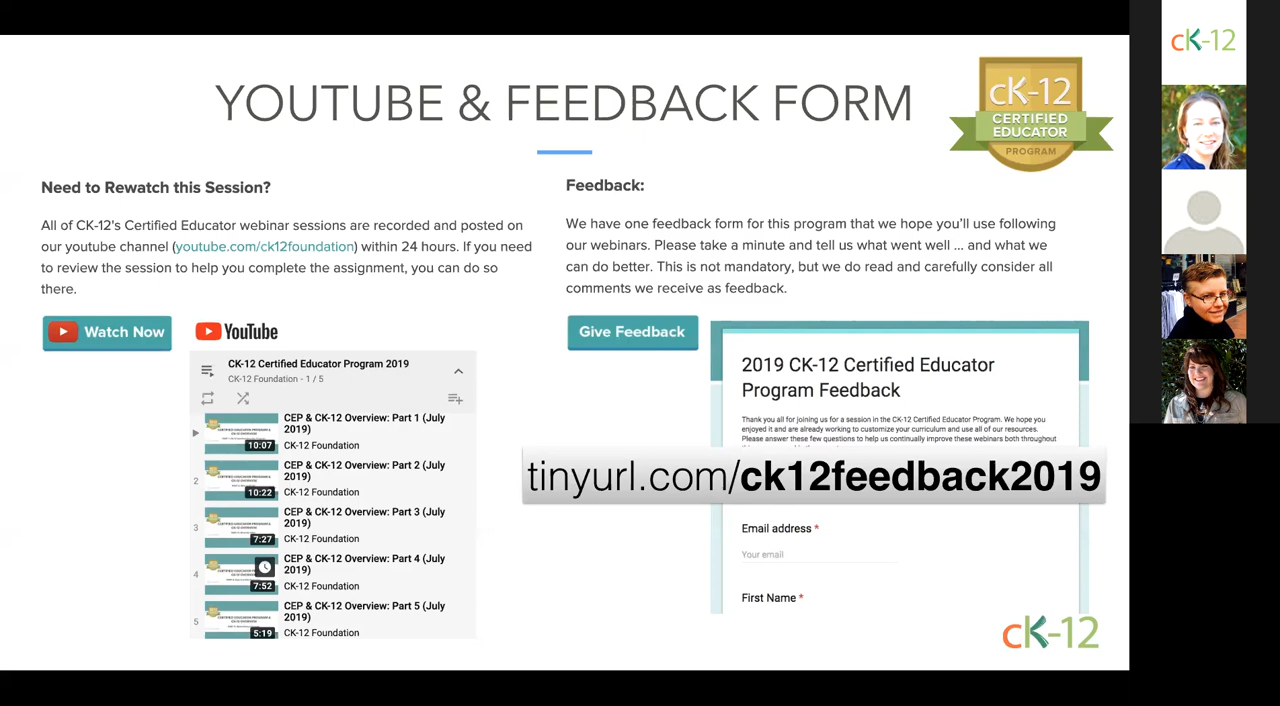 YOUTUBE & FEEDBACK FORM
cK-12
CERTIFIED
EDUCATOR
PROGRAM
Need to Rewatch this Session?
All of CK-12's Certified Educator webinar sessions are recorded and posted on
our youtube channel (youtube.com/ck12foundation) within 24 hours. If you need
to review the session to help you complete the assignment, you can do so
there.
Watch Now
YouTube
CK-12 Certified Educator Program 2019
CK-12 Foundation - 1 / 5
CEP & CK-12 Overview: Part 1 (July
2019)
CK-12 Foundation
10:07
2
CEP & CK-12 Overview: Part 2 (July
2019)
CK-12 Foundation
10:22
3
CEP & CK-12 Overview: Part 3 (July
2019)
CK-12 Foundation
7:27
4
CEP & CK-12 Overview: Part 4 (July
2019)
CK-12 Foundation
7:52
5
CEP & CK-12 Overview: Part 5 (July
2019)
CK-12 Foundation
5:19
Feedback:
We have one feedback form for this program that we hope you’ll use following
our webinars. Please take a minute and tell us what went well ... and what we
can do better. This is not mandatory, but we do read and carefully consider all
comments we receive as feedback.
Give Feedback
2019 CK-12 Certified Educator
Program Feedback
Thank you all for joining us for a session in the CK-12 Certified Educator Program. We hope you
enjoyed it and are already working to customize your curriculum and use all of our resources.
Please answer these few questions to help us continually improve these webinars both throughout
tinyurl.com/ck12feedback2019
Email address *
Your email
First Name *
cK-12
cK-12